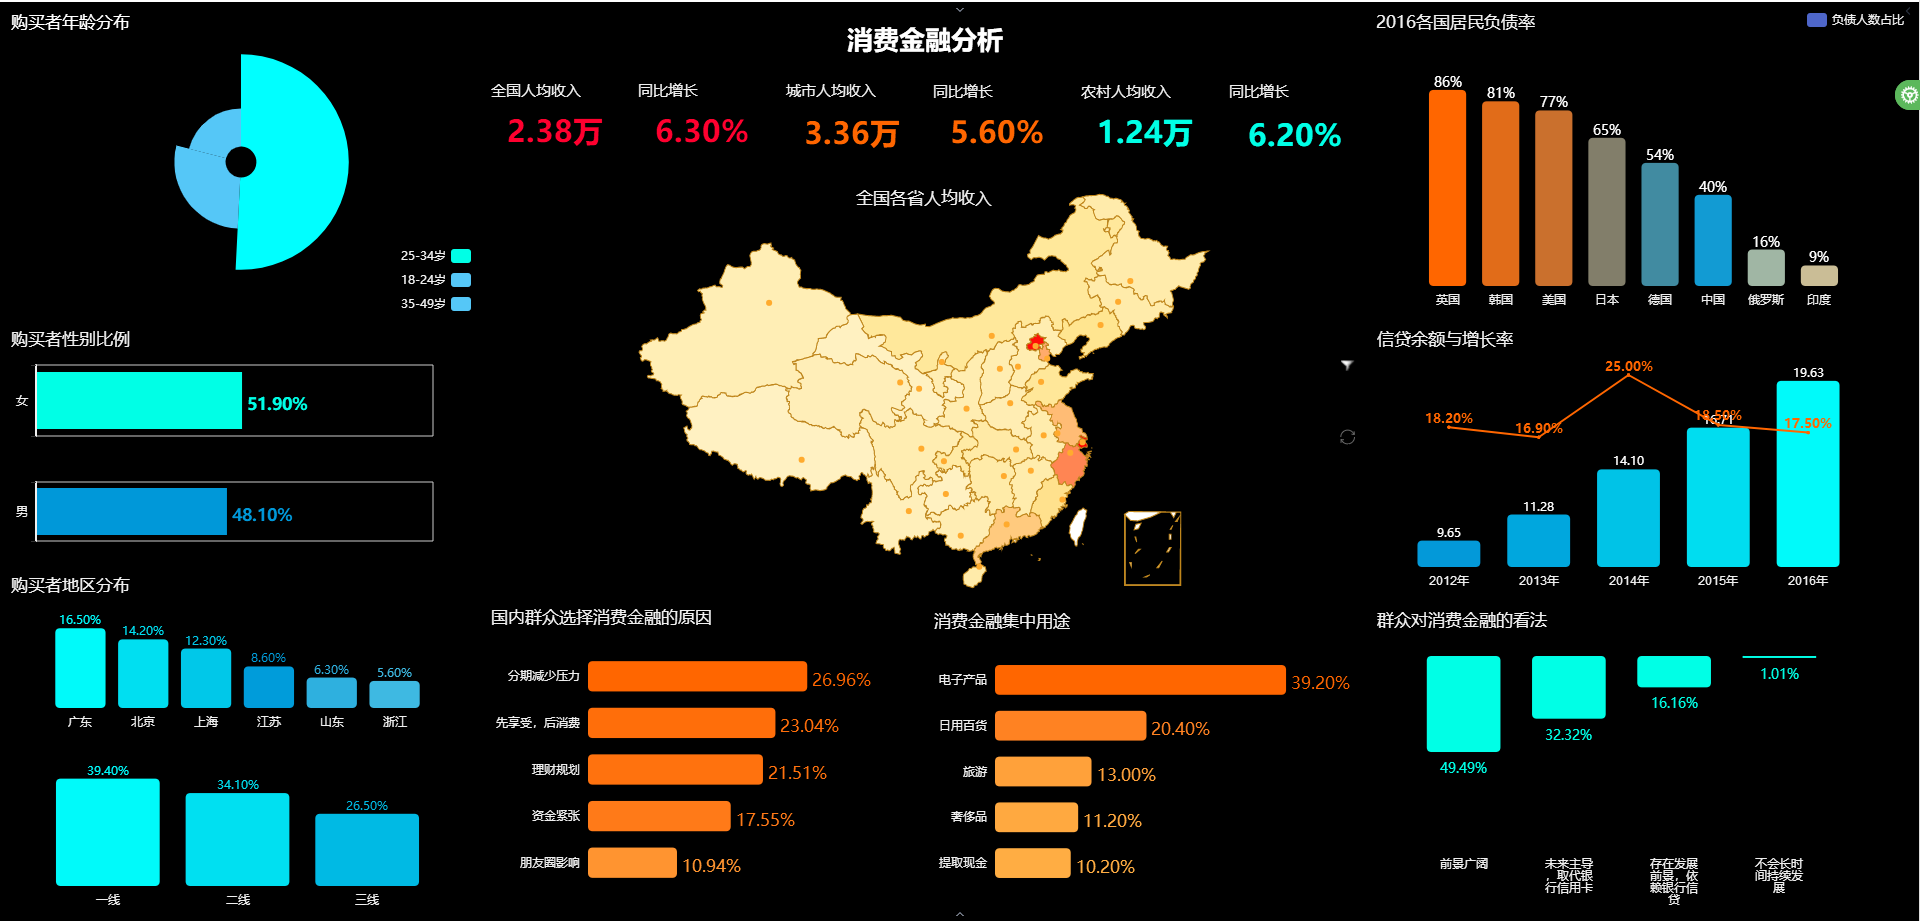 购买者年龄分布
25-34岁
18-24岁
35-49岁
购买者性别比例
女
51.90%
男
48.10%
购买者地区分布
16.50%
14.20%
12.30%
8.60%
6.30%
5.60%
广东
北京
上海
江苏
山东
浙江
39.40%
34.10%
26.50%
一线
二线
三线
消费金融分析
全国人均收入
同比增长
城市人均收入
同比增长
农村人均收入
同比增长
2.38万
6.30%
3.36万
5.60%
1.24万
6.20%
全国各省人均收入
国内群众选择消费金融的原因
分期减少压力
26.96%
先享受，后消费
23.04%
理财规划
21.51%
资金紧张
17.55%
朋友圈影响
10.94%
消费金融集中用途
电子产品
39.20%
日用百货
20.40%
旅游
13.00%
奢侈品
11.20%
提取现金
10.20%
2016各国居民负债率
负债人数占比
86%
81%
77%
65%
54%
40%
16%
9%
英国
韩国
美国
日本
德国
中国
俄罗斯
印度
信贷余额与增长率
18.20%
16.90%
25.00%
18.50%
17.50%
9.65
11.28
14.10
15.71
19.63
2012年
2013年
2014年
2015年
2016年
群众对消费金融的看法
49.49%
32.32%
16.16%
1.01%
前景广阔
未来主导
，取代银
行信用卡
存在发展
前景，依
赖银行信
贷
不会长时
间持续发
展